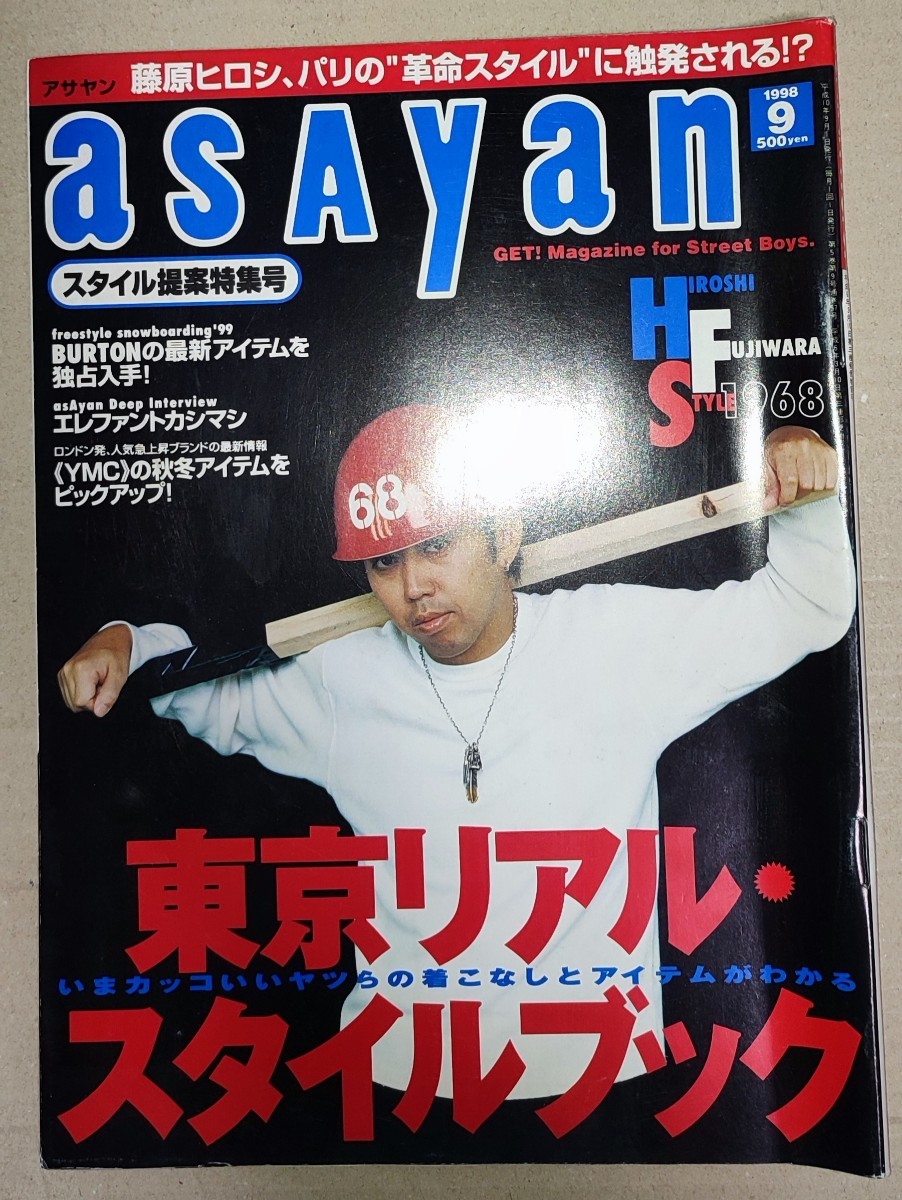 アサヤン 藤原ヒロシ、パリの"革命スタイル"に触発される!?
asAyan
1998
9
500yen
GET! Magazine for Street Boys.
スタイル提案特集号
HIROSHI
FUJIWARA
STYLE 1968
freestyle snowboarding'99
BURTONの最新アイテムを
独占入手!
asAyan Deep Interview
エレファントカシマシ
ロンドン発、人気急上昇ブランドの最新情報
《YMC》の秋冬アイテムを
ピックアップ!
68
東京リアル・
いまカッコいいヤツらの着こなしとアイテムがわかる
スタイルブック